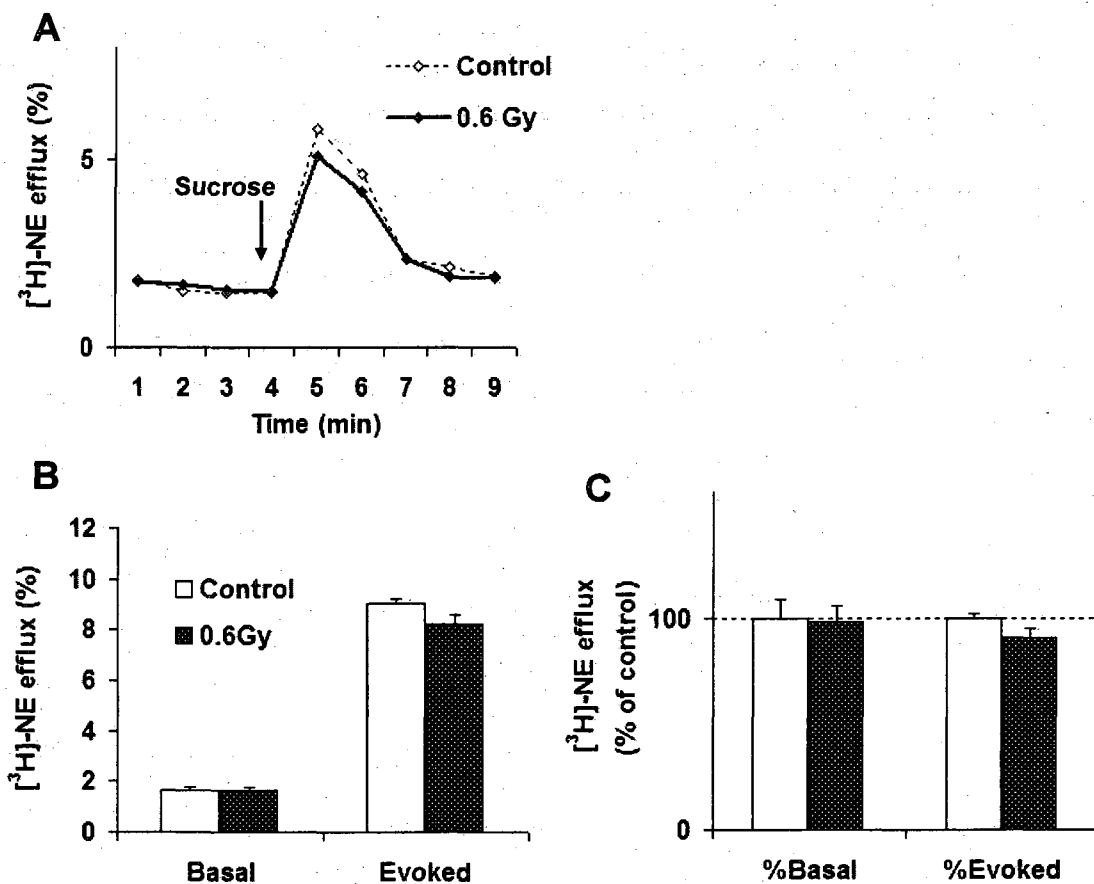 A
[³H]-NE efflux (%)
Control
0.6 Gy
Sucrose
5
0
1 2 3 4 5 6 7 8 9
Time (min)
B
[³H]-NE efflux (%)
12
10
8
6
4
2
0
Control
0.6Gy
Basal Evoked
C
[³H]-NE efflux
(% of control)
100
0
%Basal %Evoked